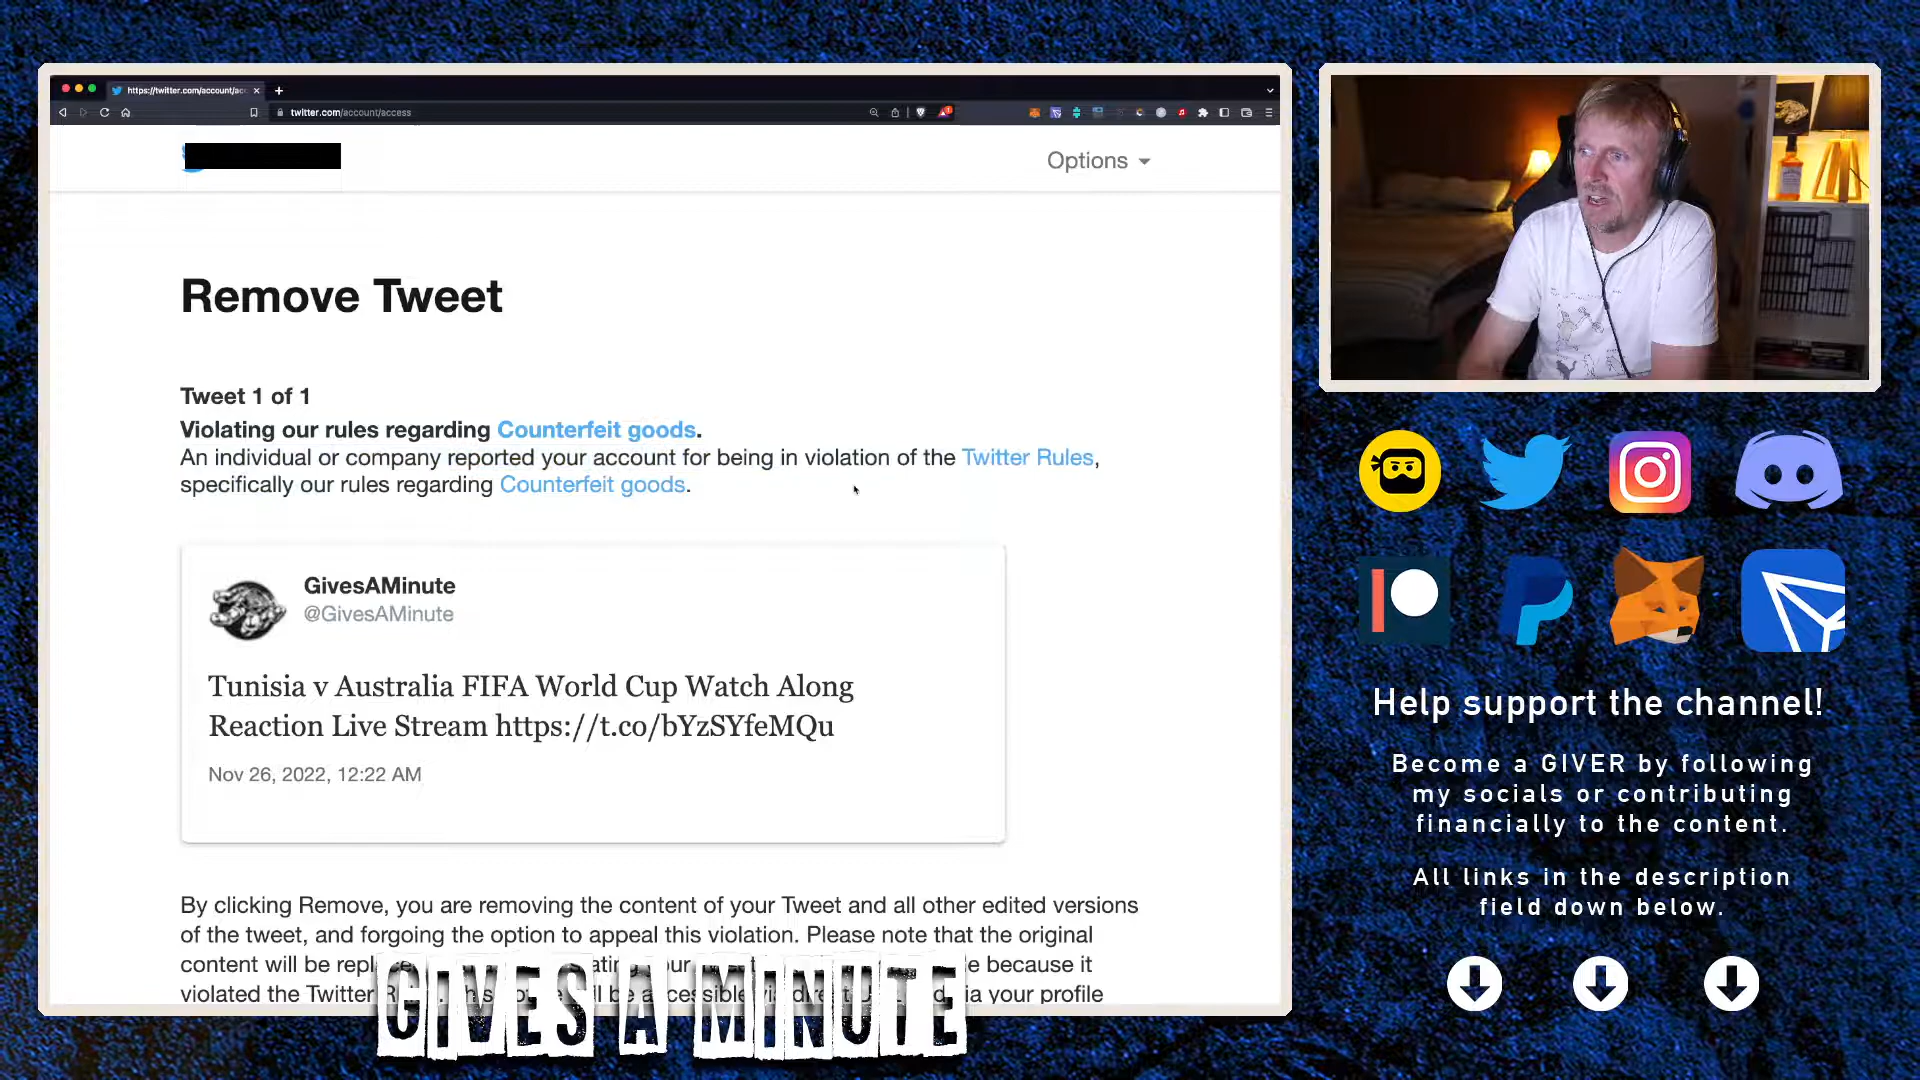 https://twitter.com/account/acc
twitter.com/account/access
Options
Remove Tweet
Tweet 1 of 1
Violating our rules regarding Counterfeit goods.
An individual or company reported your account for being in violation of the Twitter Rules,
specifically our rules regarding Counterfeit goods.
GivesAMinute
@GivesAMinute
Tunisia v Australia FIFA World Cup Watch Along
Reaction Live Stream https://t.co/bYzSYfeMQu
Nov 26, 2022, 12:22 AM
By clicking Remove, you are removing the content of your Tweet and all other edited versions
of the tweet, and forgoing the option to appeal this violation. Please note that the original
content will be because it
violated the Twitter will be accessible via your profile
GIVES A MINUTE
Help support the channel!
Become a GIVER by following
my socials or contributing
financially to the content.
All links in the description
field down below.